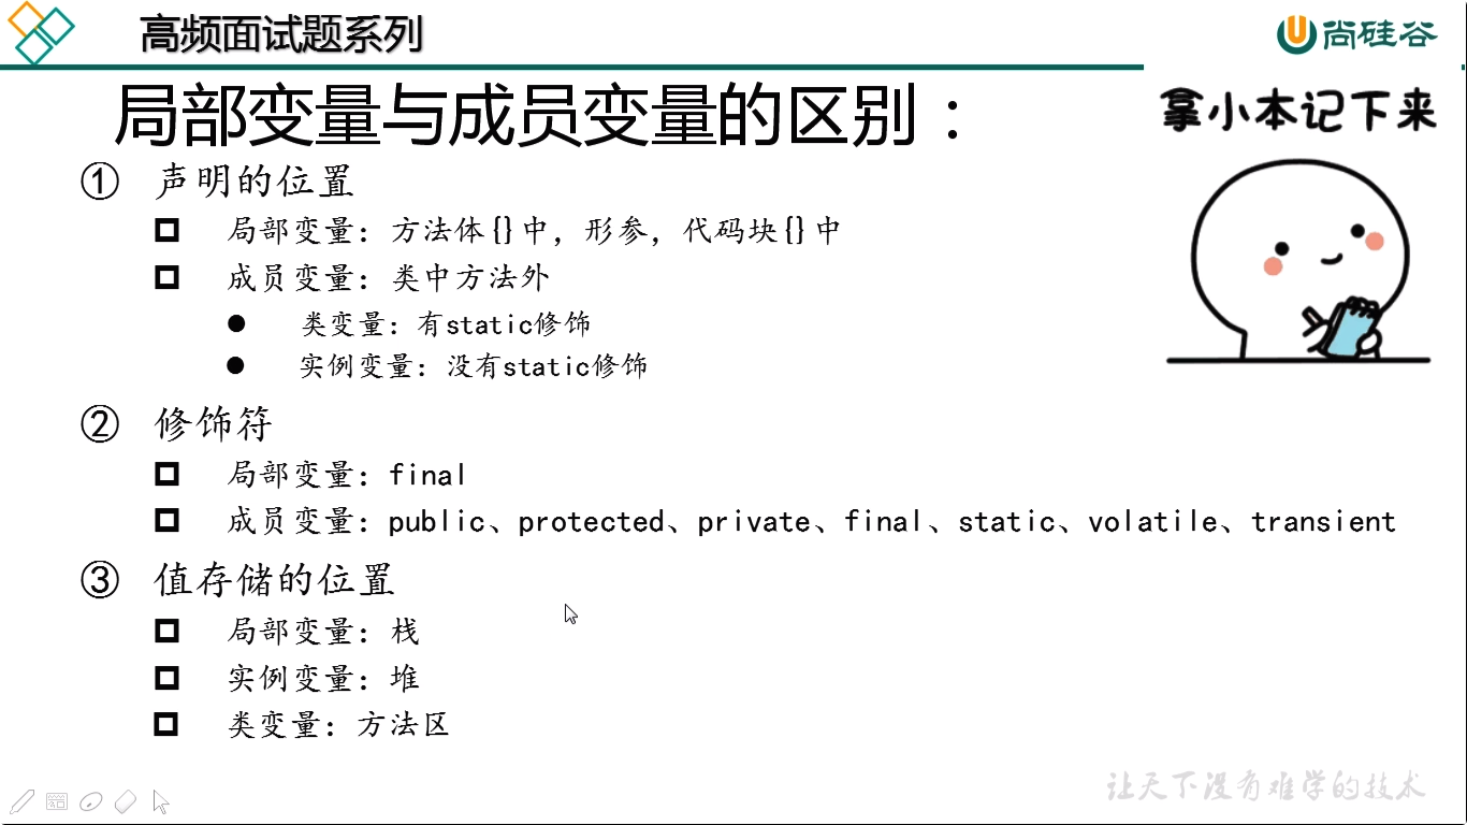 高频面试题系列
尚硅谷
局部变量与成员变量的区别：
拿小本记下来
① 声明的位置
局部变量：方法体{}中，形参，代码块{}中
成员变量：类中方法外
类变量：有static修饰
实例变量：没有static修饰
② 修饰符
局部变量：final
成员变量：public、protected、private、final、static、volatile、transient
③ 值存储的位置
局部变量：栈
实例变量：堆
类变量：方法区
让天下没有难学的技术